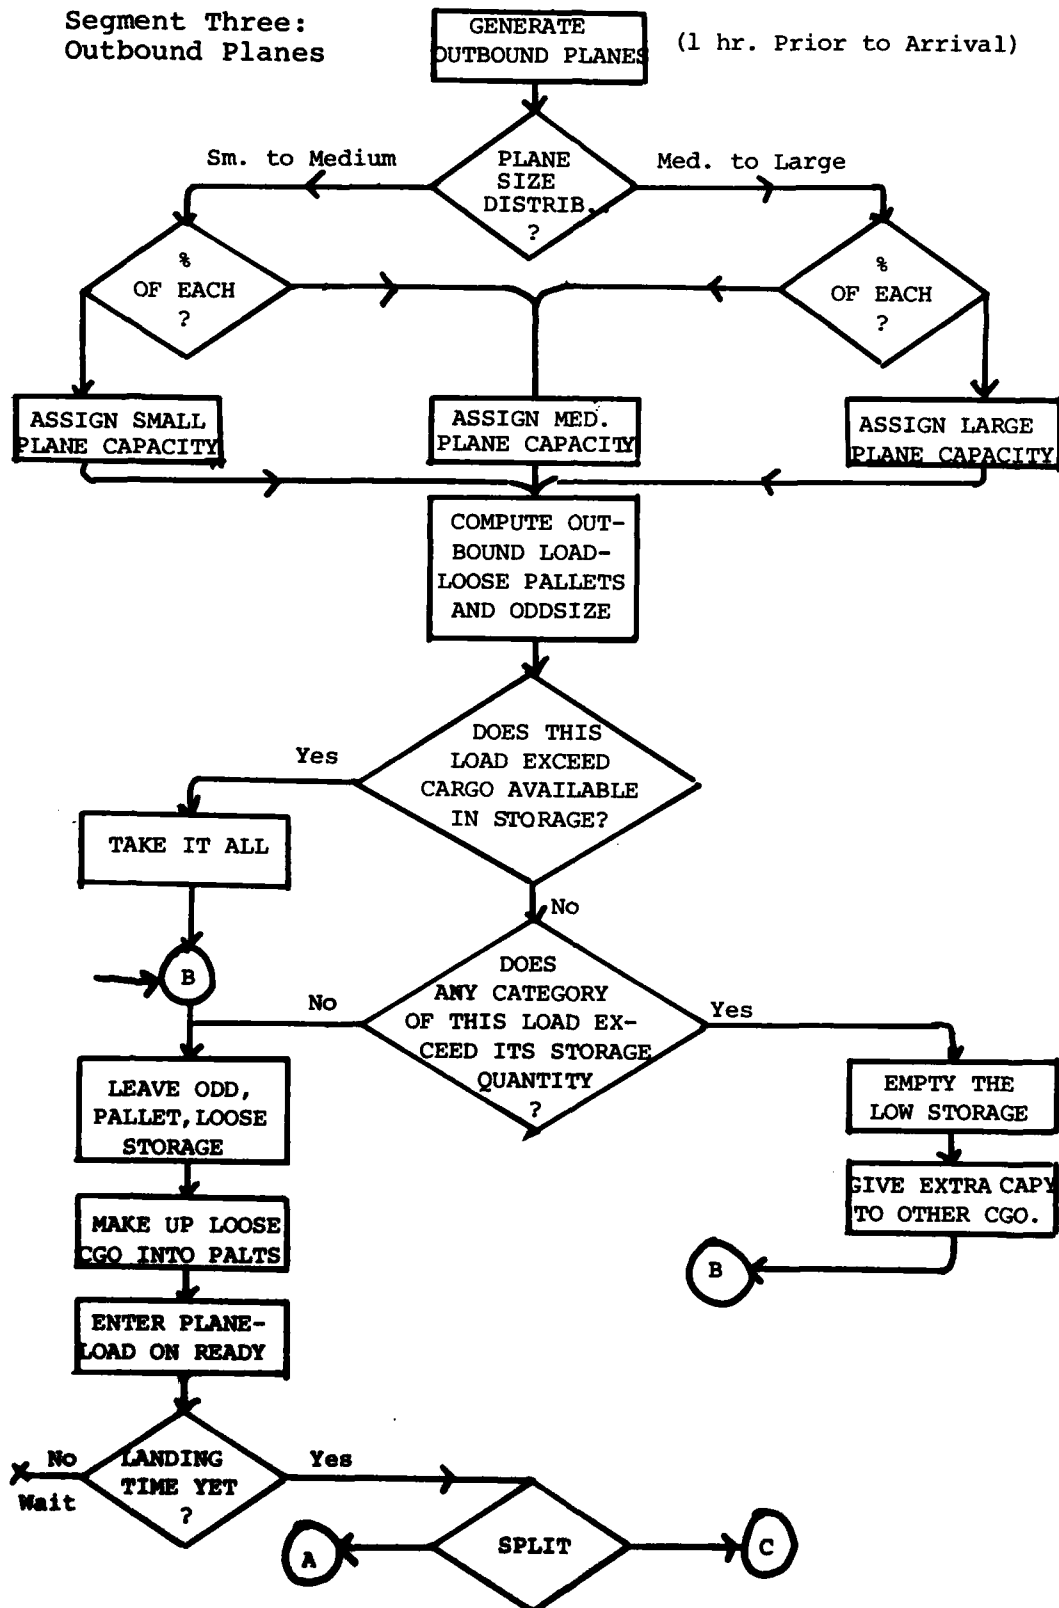 Segment Three:
Outbound Planes
GENERATE
OUTBOUND PLANES
(1 hr. Prior to Arrival)
Sm. to Medium
PLANE
SIZE
DISTRIB.
?
Med. to Large
%
OF EACH
?
%
OF EACH
?
ASSIGN SMALL
PLANE CAPACITY
ASSIGN MED.
PLANE CAPACITY
ASSIGN LARGE
PLANE CAPACITY
COMPUTE OUT-
BOUND LOAD-
LOOSE PALLETS
AND ODDSIZE
DOES THIS
LOAD EXCEED
CARGO AVAILABLE
IN STORAGE?
Yes
TAKE IT ALL
No
B
DOES
ANY CATEGORY
OF THIS LOAD EX-
CEED ITS STORAGE
QUANTITY
?
No
Yes
LEAVE ODD,
PALLET, LOOSE
STORAGE
EMPTY THE
LOW STORAGE
MAKE UP LOOSE
CGO INTO PALTS
GIVE EXTRA CAPY
TO OTHER CGO.
B
ENTER PLANE-
LOAD ON READY
LANDING
TIME YET
?
No
Wait
Yes
SPLIT
A
C